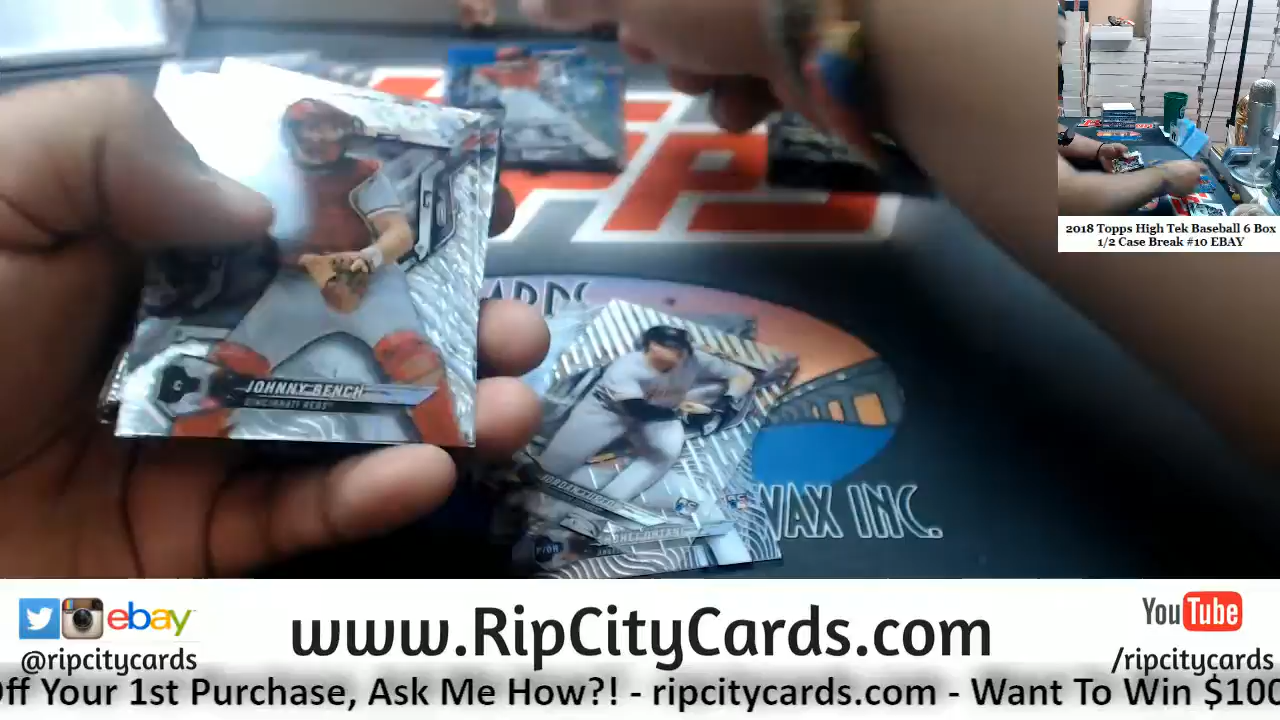 2018 Topps High Tek Baseball 6 Box
1/2 Case Break #10 EBAY
JOHNNY BENCH
CINCINNATI REDS
WAX INC.
ebay
@ripcitycards
www.RipCityCards.com
YouTube
/ripcitycards
Off Your 1st Purchase, Ask Me How?! - ripcitycards.com - Want To Win $100